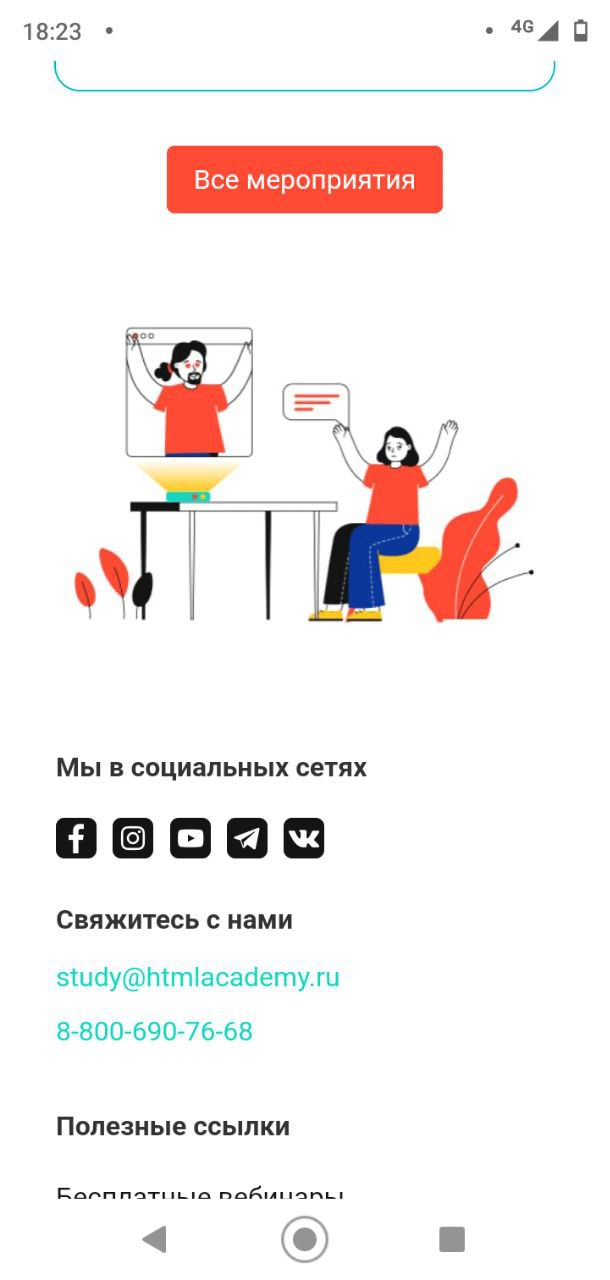 18:23
4G
Все мероприятия
Мы в социальных сетях
Свяжитесь с нами
study@htmlacademy.ru
8-800-690-76-68
Полезные ссылки
Бесплатные вебинары